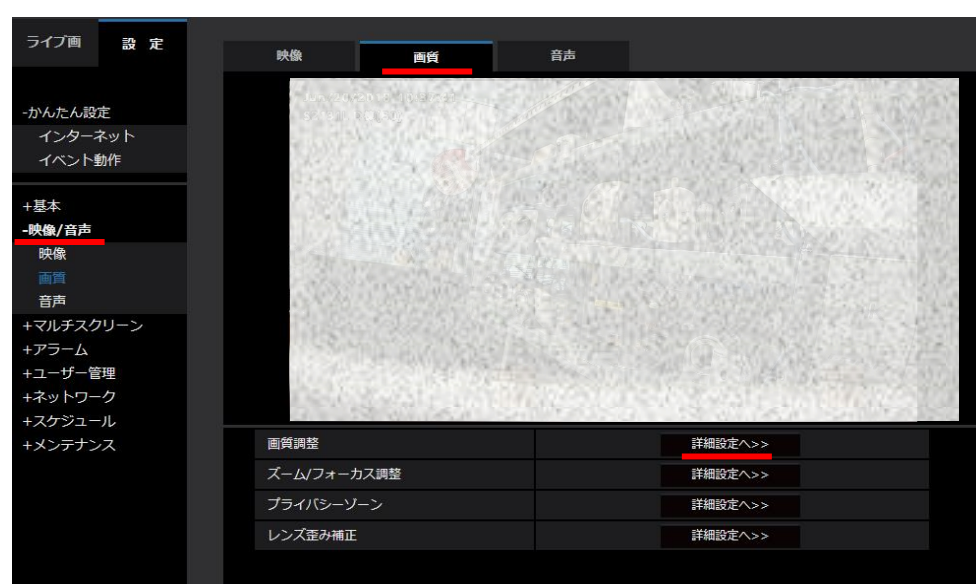 ライブ画
設 定
-かんたん設定
インターネット
イベント動作
+基本
-映像/音声
映像
画質
音声
+マルチスクリーン
+アラーム
+ユーザー管理
+ネットワーク
+スケジュール
+メンテナンス
映像
画質
音声
画質調整
詳細設定へ>>
ズーム/フォーカス調整
詳細設定へ>>
プライバシーゾーン
詳細設定へ>>
レンズ歪み補正
詳細設定へ>>